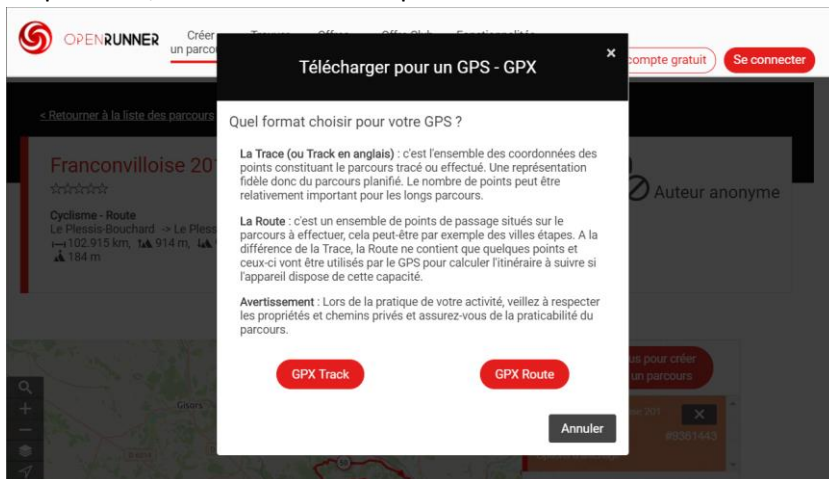 OPENRUNNER
Créer
un parcou
Offres
Offre Club
Fonctionnalités
compte gratuit
Se connecter
Télécharger pour un GPS - GPX
×
< Retourner à la liste des parcours
Quel format choisir pour votre GPS ?
Franconvilloise 20
Cyclisme - Route
Le Plessis-Bouchard -> Le Pless
102.915 km, 914 m,
184 m
Auteur anonyme
La Trace (ou Track en anglais) : c'est l'ensemble des coordonnées des
points constituant le parcours tracé ou effectué. Une représentation
fidèle donc du parcours planifié. Le nombre de points peut être
relativement important pour les longs parcours.
La Route : c'est un ensemble de points de passage situés sur le
parcours à effectuer, cela peut-être par exemple des villes étapes. A la
différence de la Trace, la Route ne contient que quelques points et
ceux-ci vont être utilisés par le GPS pour calculer l'itinéraire à suivre si
l'appareil dispose de cette capacité.
Avertissement : Lors de la pratique de votre activité, veillez à respecter
les propriétés et chemins privés et assurez-vous de la praticabilité du
parcours.
GPX Track
GPX Route
Annuler
us pour créer
un parcours
oise 201
#9361443
Gisors
50